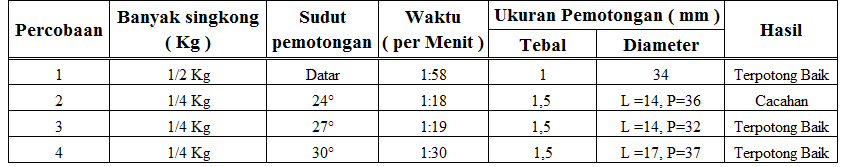 Percobaan Banyak singkong ( Kg ) Sudut pemotongan Waktu ( per Menit ) Ukuran Pemotongan ( mm ) Hasil
Tebal Diameter
1 1/2 Kg Datar 1:58 1 34 Terpotong Baik
2 1/4 Kg 24° 1:18 1,5 L =14, P=36 Cacahan
3 1/4 Kg 27° 1:19 1,5 L =14, P=32 Terpotong Baik
4 1/4 Kg 30° 1:30 1,5 L =17, P=37 Terpotong Baik